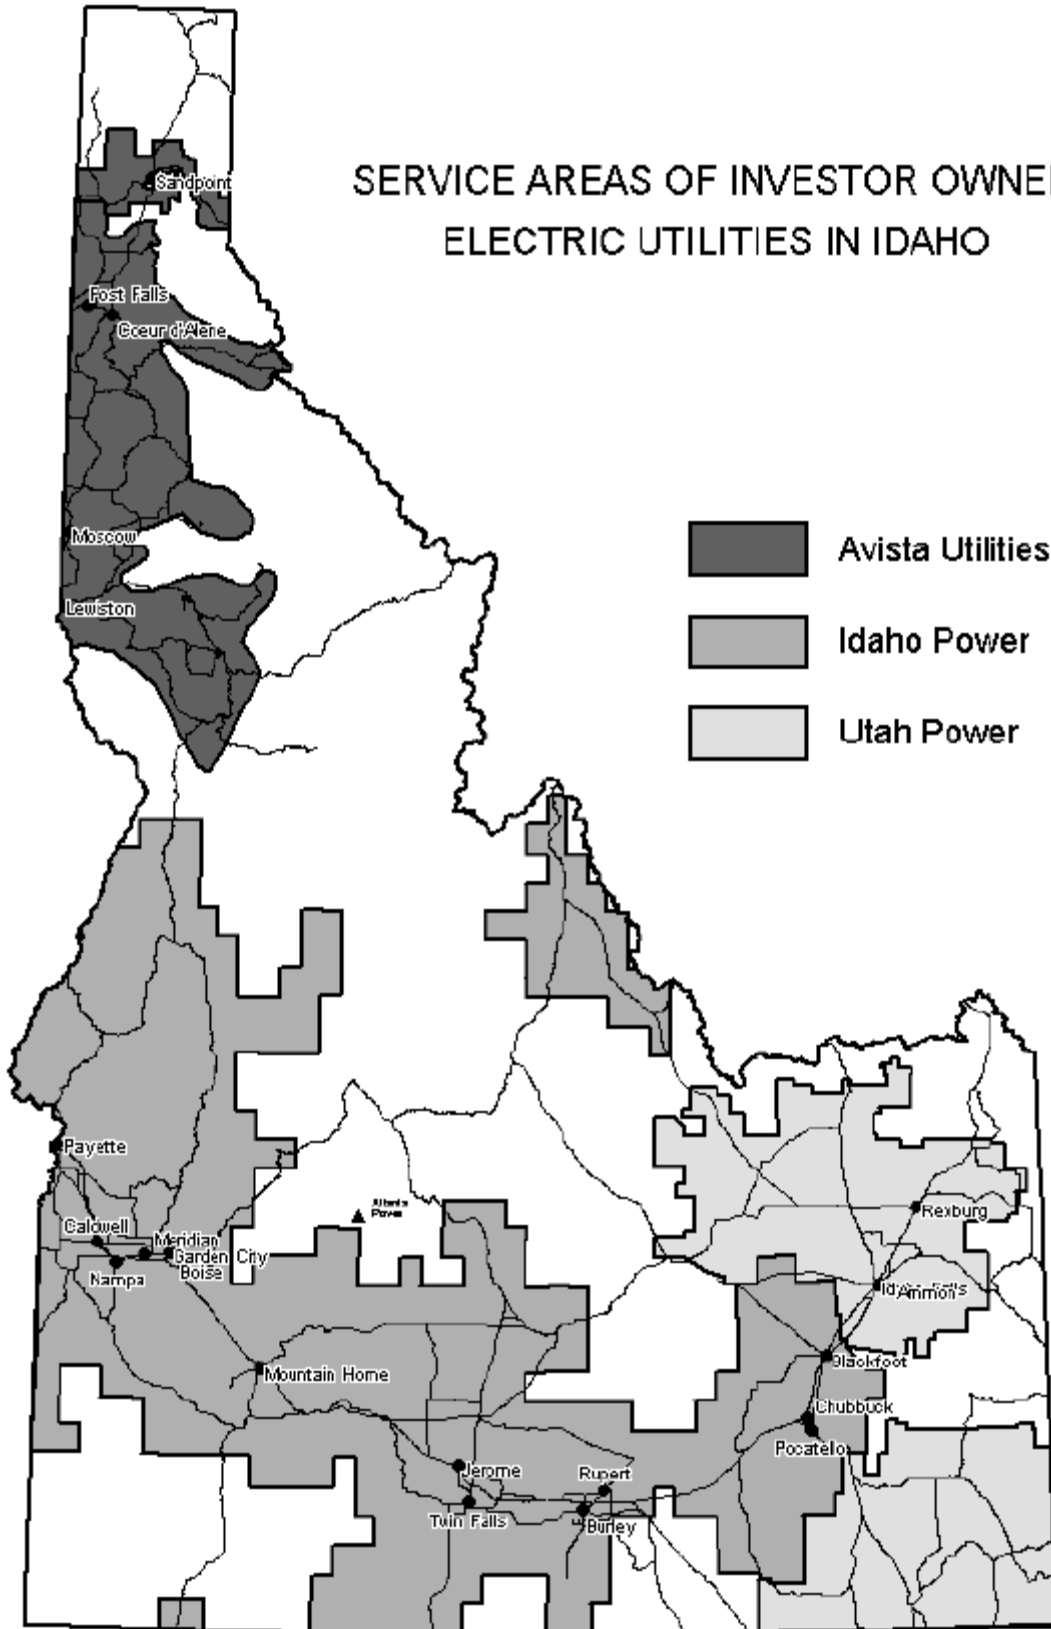 SERVICE AREAS OF INVESTOR OWNE
ELECTRIC UTILITIES IN IDAHO
Sandpoint
Post Falls
Coeur d'Alene
Moscow
Lewiston
Avista Utilities
Idaho Power
Utah Power
Payette
Caldwell
Meridian
Garden City
Boise
Nampa
Atlanta
Power
Rexburg
Ammon
Mountain Home
Blackfoot
Chubbuck
Pocatello
Jerome
Rupert
Twin Falls
Burley